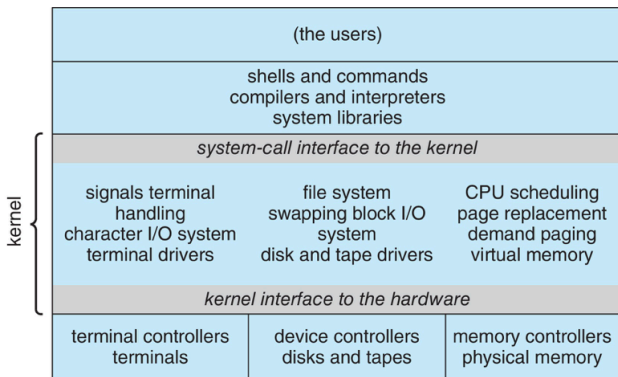 (the users)
shells and commands
compilers and interpreters
system libraries
kernel
system-call interface to the kernel
signals terminal
handling
character I/O system
terminal drivers
file system
swapping block I/O
system
disk and tape drivers
CPU scheduling
page replacement
demand paging
virtual memory
kernel interface to the hardware
terminal controllers
terminals
device controllers
disks and tapes
memory controllers
physical memory